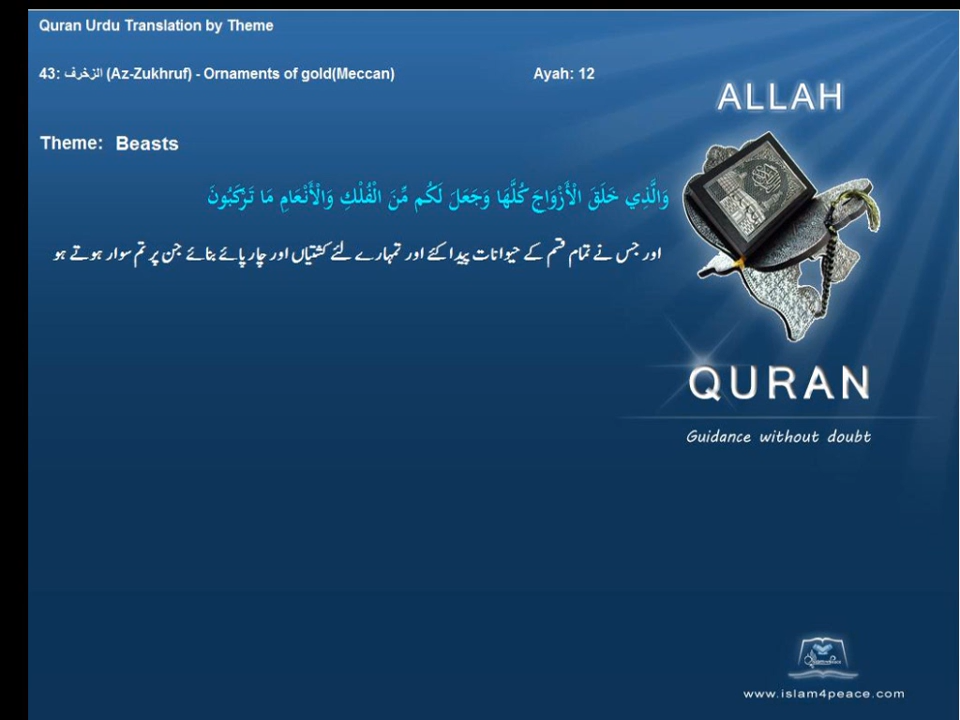 Quran Urdu Translation by Theme
43: الزخرف (Az-Zukhruf) - Ornaments of gold(Meccan) Ayah: 12
Theme: Beasts
وَالَّذِي خَلَقَ الْأَزْوَاجَ كُلَّهَا وَجَعَلَ لَكُم مِّنَ الْفُلْكِ وَالْأَنْعَامِ مَا تَرْكَبُونَ
اور جس نے تمام قسم کے حیوانات پیدا کئے اور تمہارے لئے کشتیاں اور چارپائے بنائے جن پر تم سوار ہوتے ہو
ALLAH
QURAN
Guidance without doubt
www.islam4peace.com